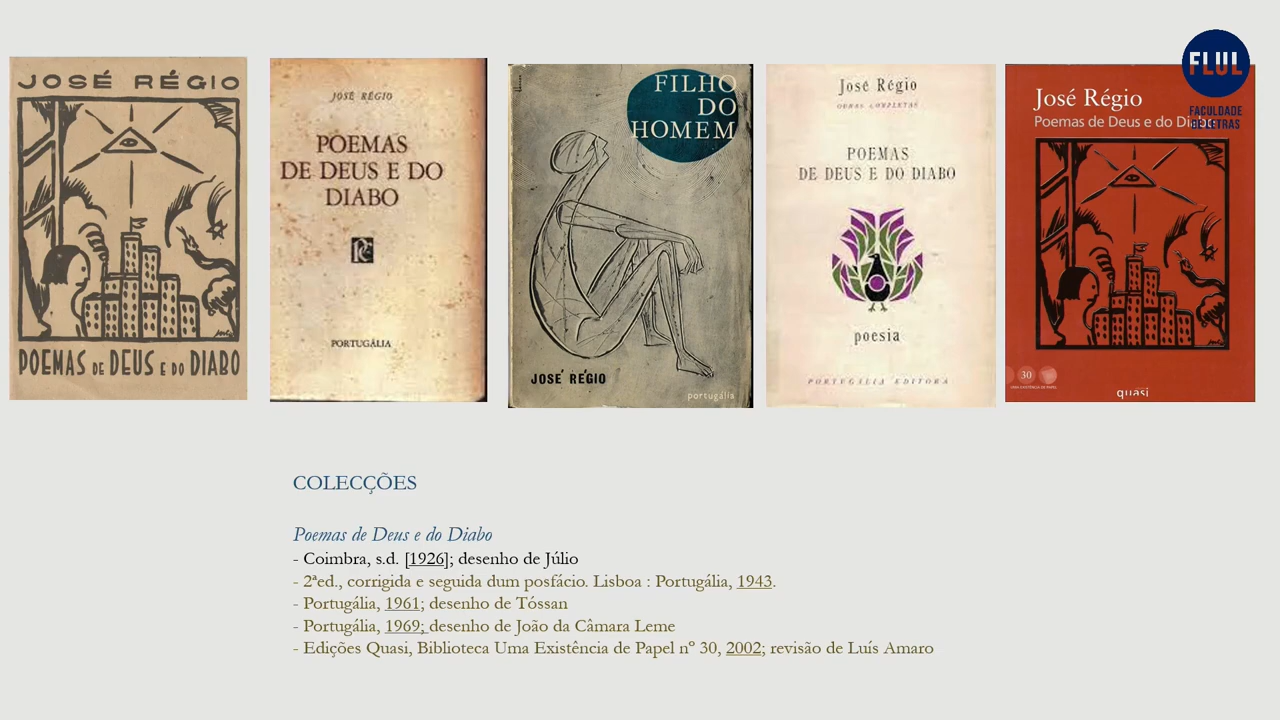 JOSÉ RÉGIO
POEMAS DE DEUS E DO DIABO
JOSÉ RÉGIO
POEMAS
DE DEUS E DO
DIABO
PORTUGÁLIA
FILHO
DO
HOMEM
JOSÉ RÉGIO
portugália
José Régio
OBRAS COMPLETAS
POEMAS
DE DEUS E DO DIABO
poesia
PORTUGÁLIA EDITORA
José Régio
Poemas de Deus e do
30
quasi
FLUL
FACULDADE
DE LETRAS
COLECÇÕES
Poemas de Deus e do Diabo
- Coimbra, s.d. [1926]; desenho de Júlio
- 2ªed., corrigida e seguida dum posfácio. Lisboa : Portugália, 1943.
- Portugália, 1961; desenho de Tóssan
- Portugália, 1969; desenho de João da Câmara Leme
- Edições Quasi, Biblioteca Uma Existência de Papel nº 30, 2002; revisão de Luís Amaro